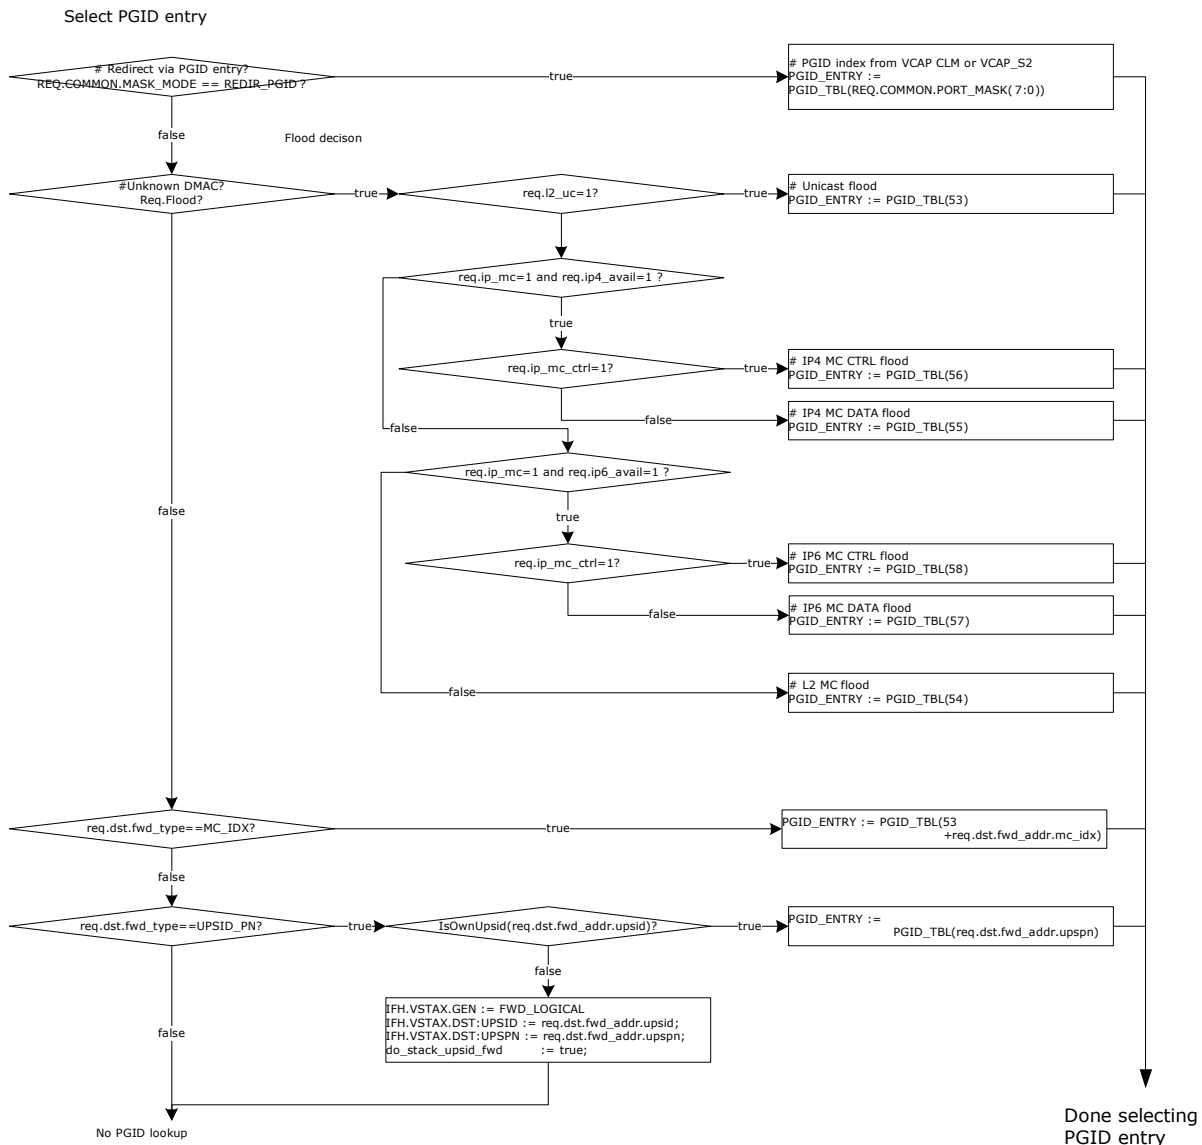 Select PGID entry
# Redirect via PGID entry?
REQ.COMMON.MASK_MODE == REDIR_PGID?
true
# PGID index from VCAP CLM or VCAP_S2
PGID_ENTRY :=
PGID_TBL(REQ.COMMON.PORT_MASK(7:0))
false
Flood decison
#Unknown DMAC?
Req.Flood?
true
req.l2_uc=1?
true
# Unicast flood
PGID_ENTRY := PGID_TBL(53)
req.ip_mc=1 and req.ip4_avail=1 ?
true
req.ip_mc_ctrl=1?
true
# IP4 MC CTRL flood
PGID_ENTRY := PGID_TBL(56)
false
# IP4 MC DATA flood
PGID_ENTRY := PGID_TBL(55)
false
req.ip_mc=1 and req.ip6_avail=1 ?
false
true
req.ip_mc_ctrl=1?
true
# IP6 MC CTRL flood
PGID_ENTRY := PGID_TBL(58)
false
# IP6 MC DATA flood
PGID_ENTRY := PGID_TBL(57)
false
# L2 MC flood
PGID_ENTRY := PGID_TBL(54)
req.dst.fwd_type==MC_IDX?
true
PGID_ENTRY := PGID_TBL(53
+req.dst.fwd_addr.mc_idx)
false
req.dst.fwd_type==UPSID_PN?
true
IsOwnUpsid(req.dst.fwd_addr.upsid)?
true
PGID_ENTRY :=
PGID_TBL(req.dst.fwd_addr.upspn)
false
IFH.VSTAX.GEN := FWD_LOGICAL
IFH.VSTAX.DST:UPSID := req.dst.fwd_addr.upsid;
IFH.VSTAX.DST:UPSPN := req.dst.fwd_addr.upspn;
do_stack_upsid_fwd := true;
false
No PGID lookup
Done selecting
PGID entry